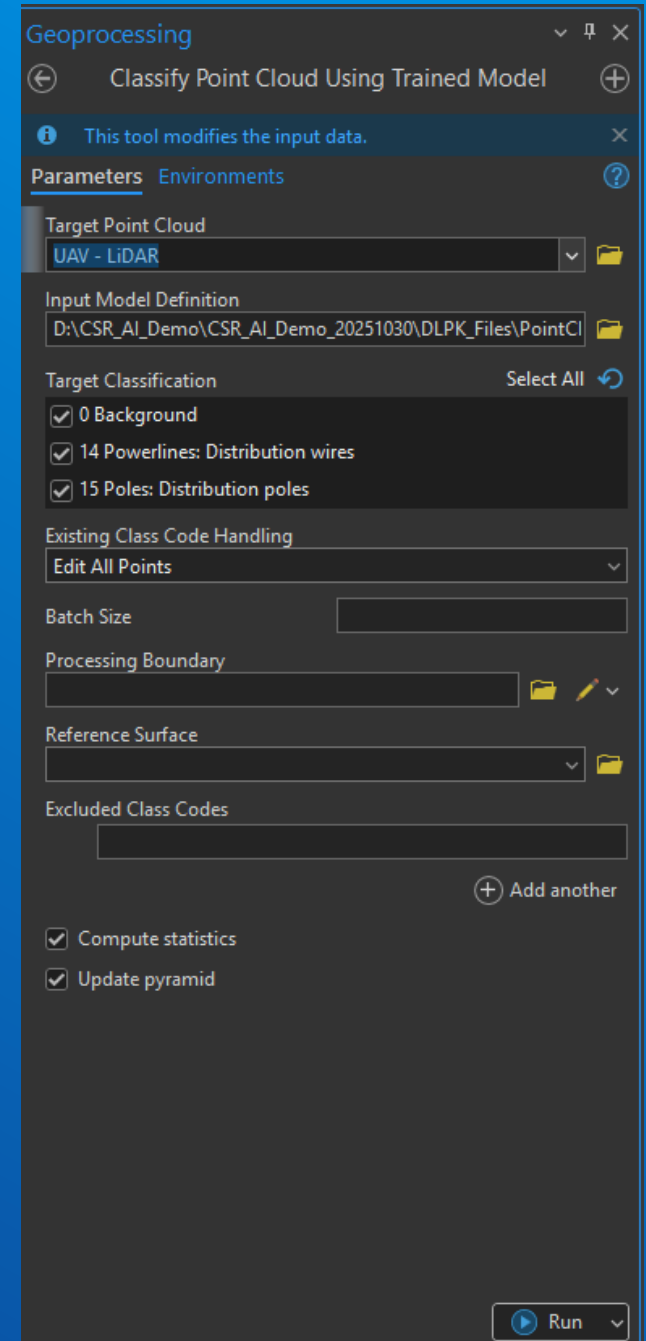 Geoprocessing
Classify Point Cloud Using Trained Model
This tool modifies the input data.
Parameters Environments
Target Point Cloud
UAV - LiDAR
Input Model Definition
D:\CSR_AI_Demo\CSR_AI_Demo_20251030\DLPK_Files\PointCl
Target Classification Select All
0 Background
14 Powerlines: Distribution wires
15 Poles: Distribution poles
Existing Class Code Handling
Edit All Points
Batch Size
Processing Boundary
Reference Surface
Excluded Class Codes
Add another
Compute statistics
Update pyramid
Run